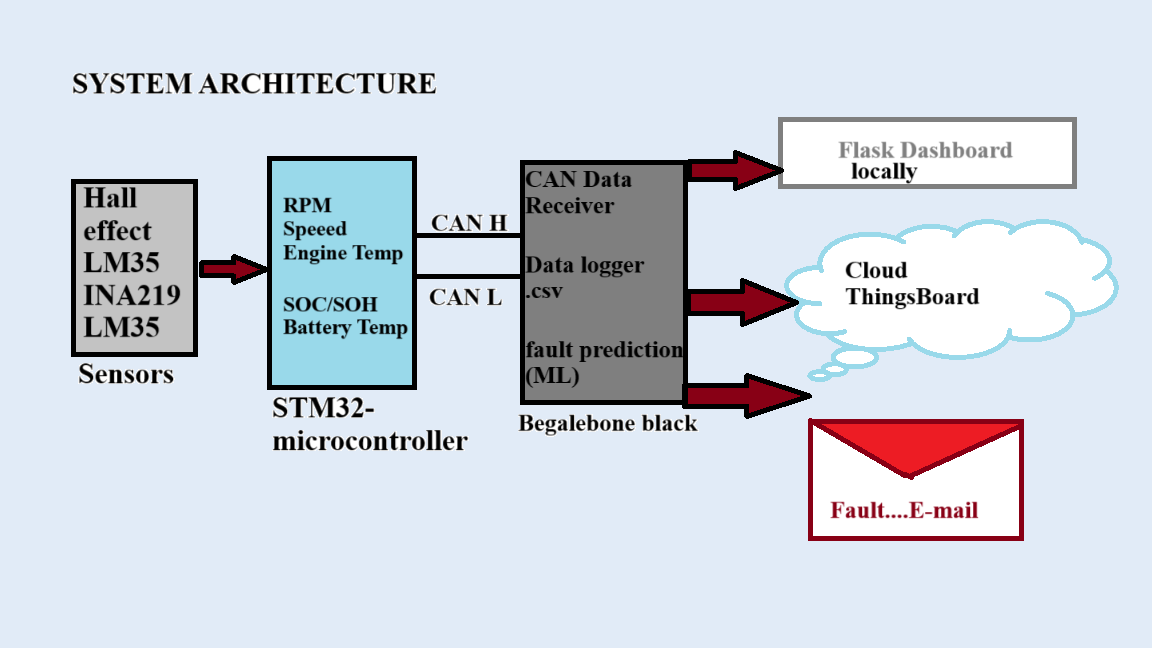 SYSTEM ARCHITECTURE
Hall
effect
LM35
INA219
LM35
Sensors
RPM
Speeed
Engine Temp
SOC/SOH
Battery Temp
STM32-
microcontroller
CAN H
CAN L
CAN Data
Receiver
Data logger
.csv
fault prediction
(ML)
Begalebone black
Flask Dashboard
locally
Cloud
ThingsBoard
Fault....E-mail